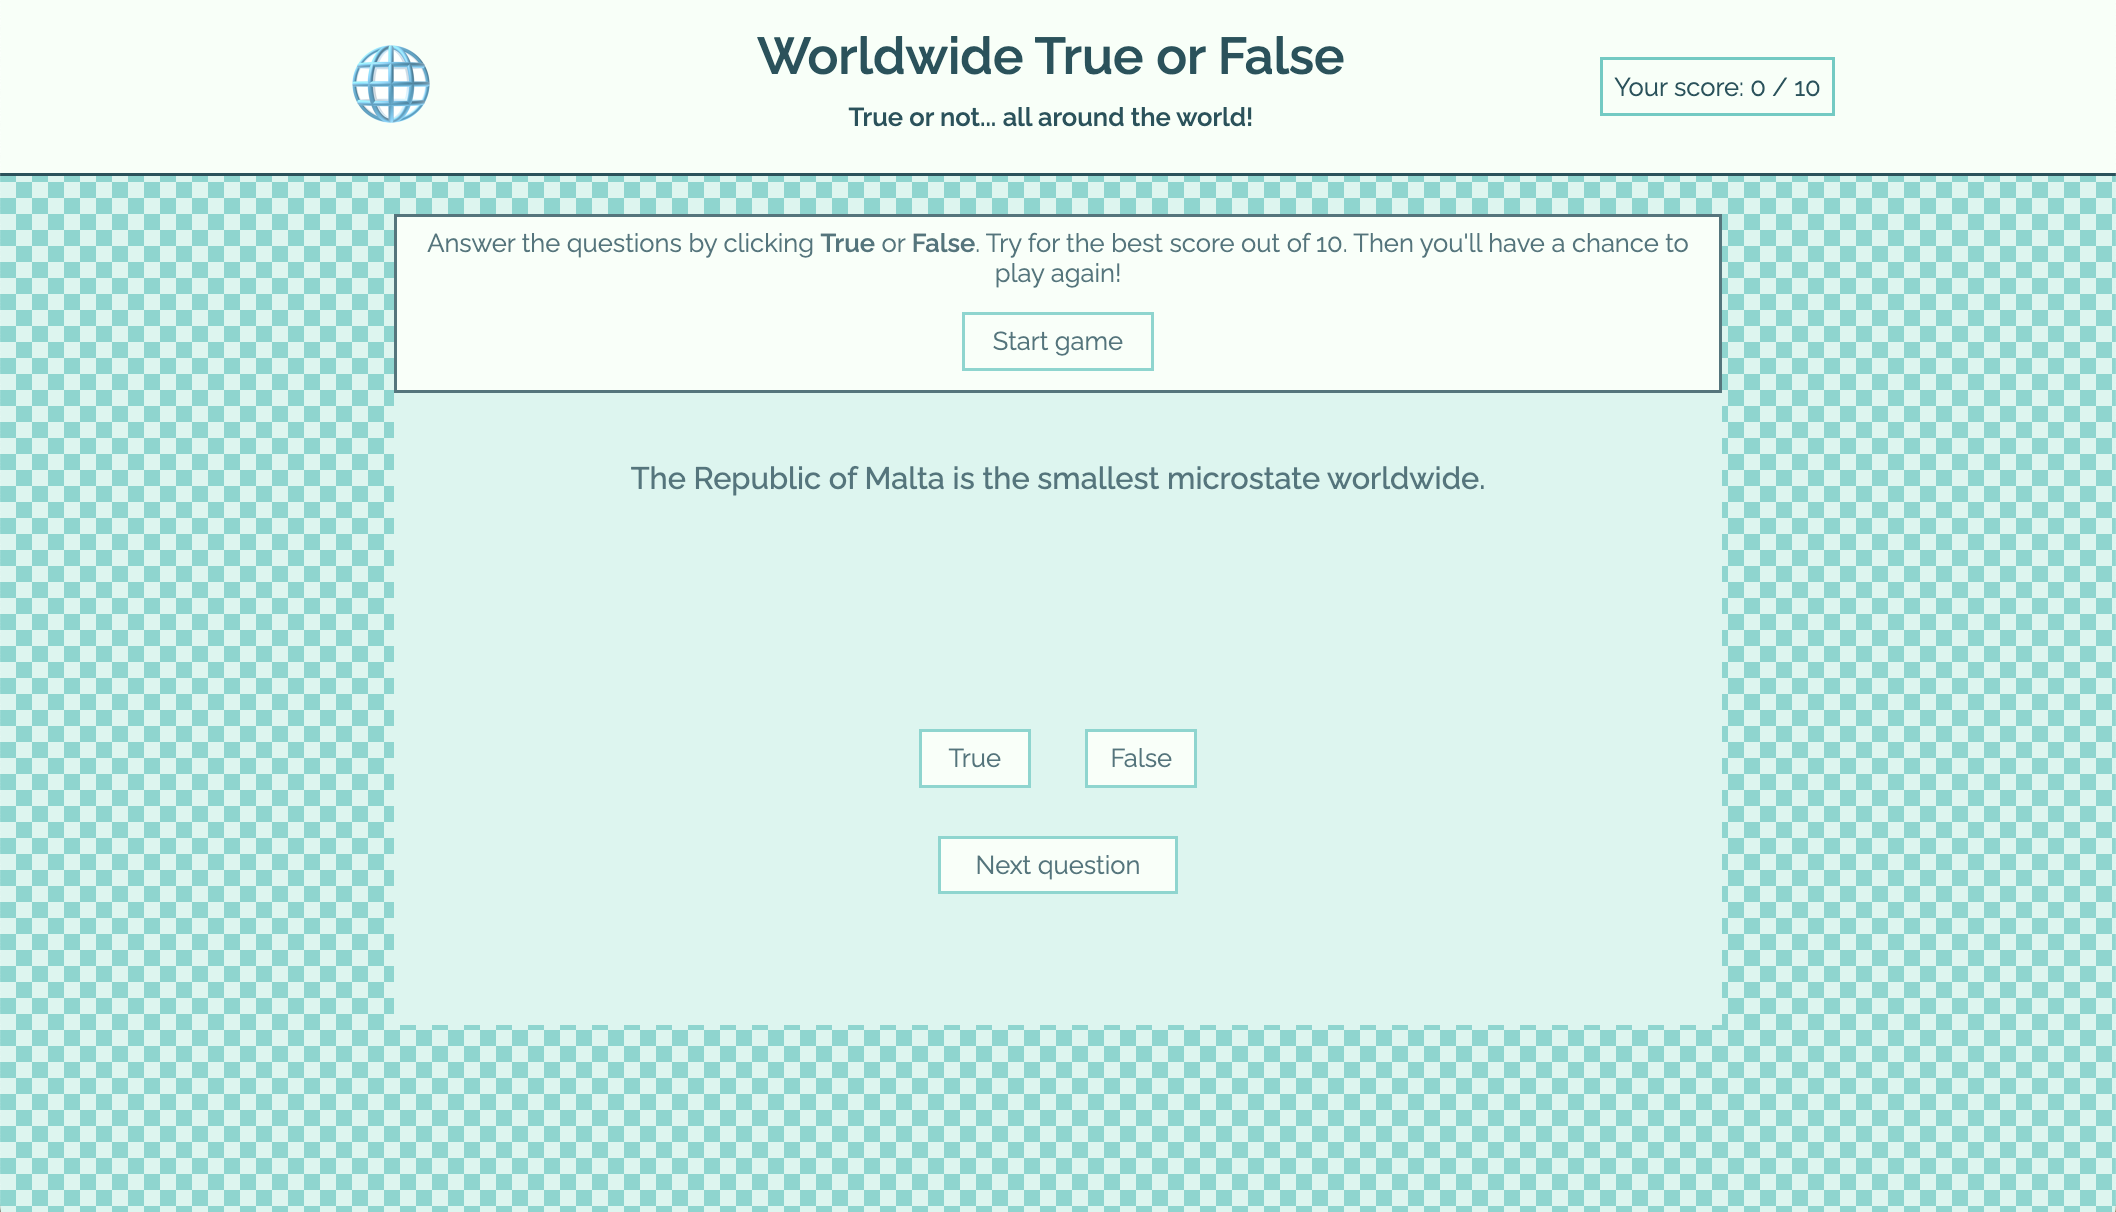 Worldwide True or False
True or not... all around the world!
Your score: 0 / 10
Answer the questions by clicking True or False. Try for the best score out of 10. Then you'll have a chance to
play again!
Start game
The Republic of Malta is the smallest microstate worldwide.
True
False
Next question